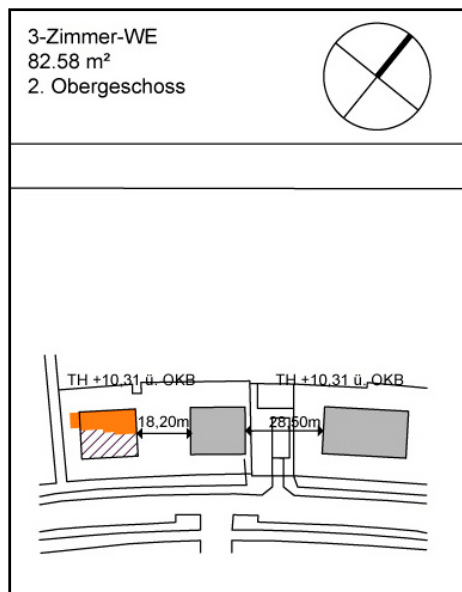 3-Zimmer-WE
82.58 m²
2. Obergeschoss
TH +10,31 ü. OKB
TH +10,31 ü. OKB
18,20m
28,50m